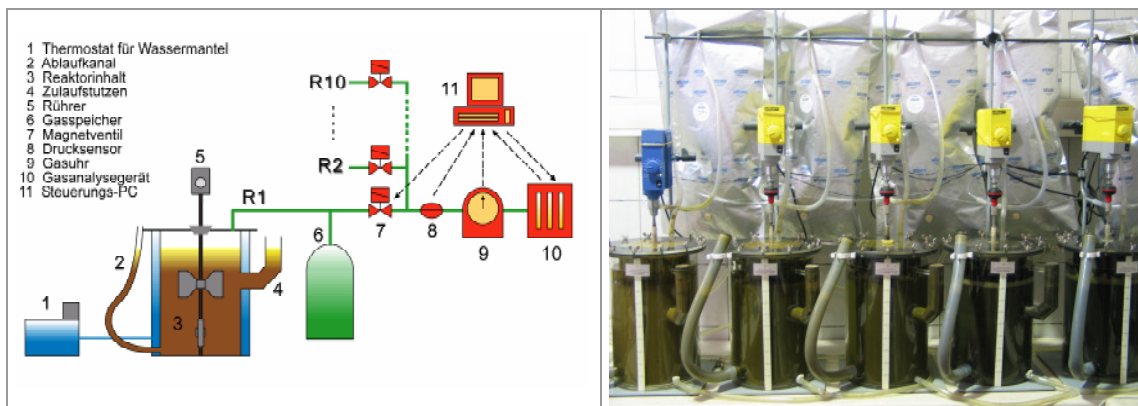 1 Thermostat für Wassermantel
2 Ablaufkanal
3 Reaktorinhalt
4 Zulaufstutzen
5 Rührer
6 Gasspeicher
7 Magnetventil
8 Drucksensor
9 Gasuhr
10 Gasanalysegerät
11 Steuerungs-PC
R10
11
R2
5
R1
7
8
9
10
6
2
4
1
3